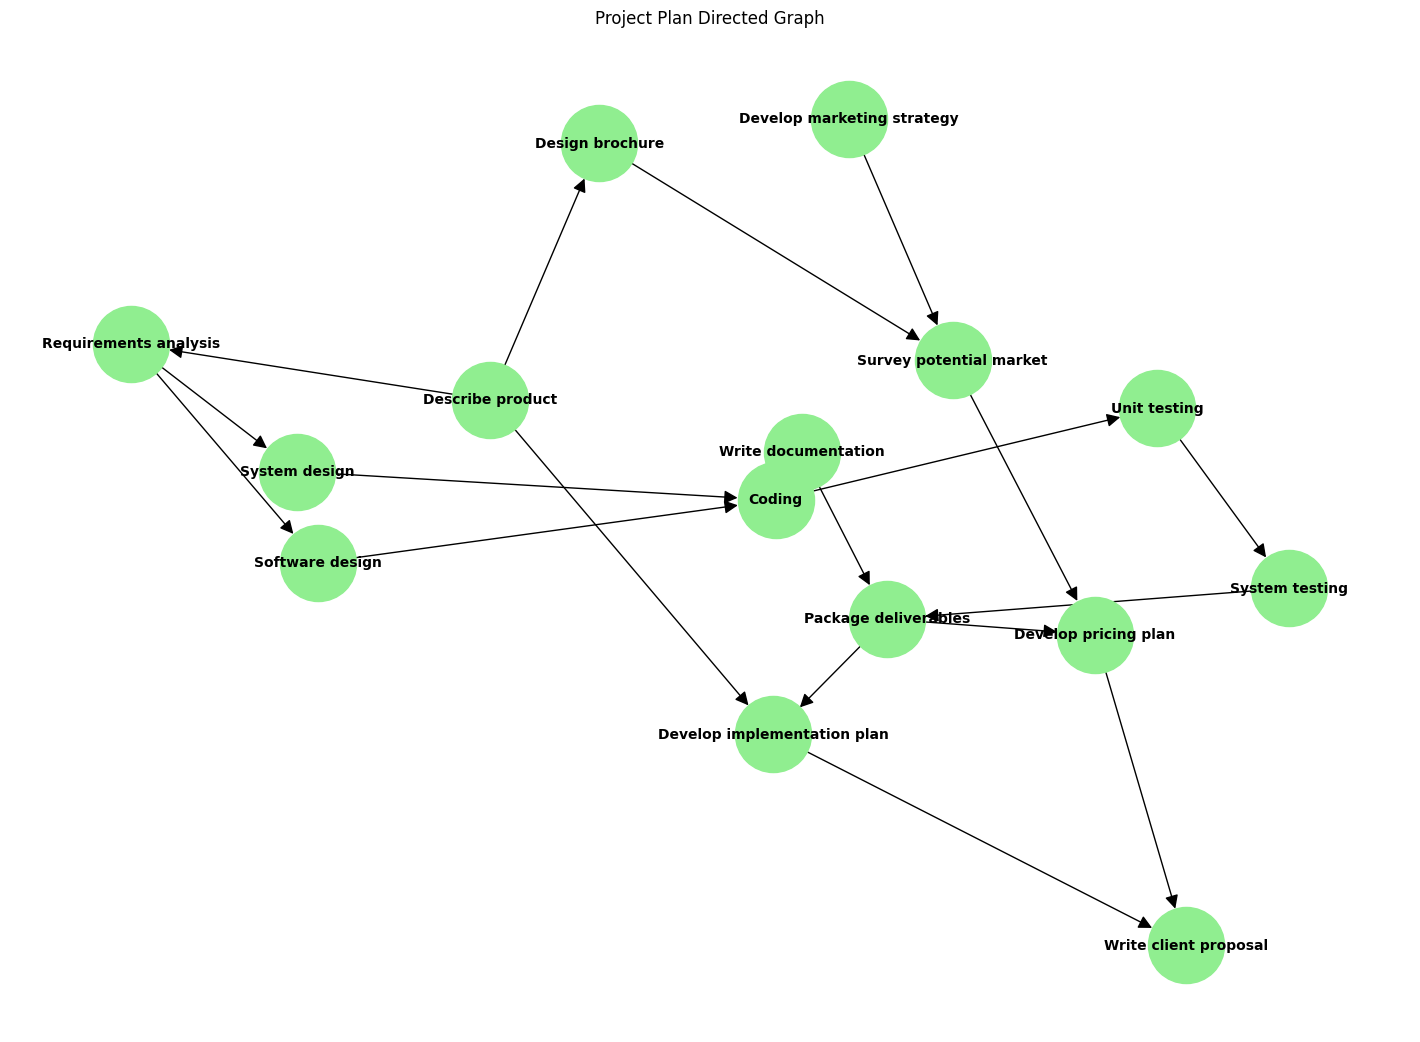 Project Plan Directed Graph
Develop marketing strategy
Design brochure
Requirements analysis
Survey potential market
Describe product
Unit testing
Write documentation
System design
Coding
Software design
System testing
Package deliverables
Develop pricing plan
Develop implementation plan
Write client proposal